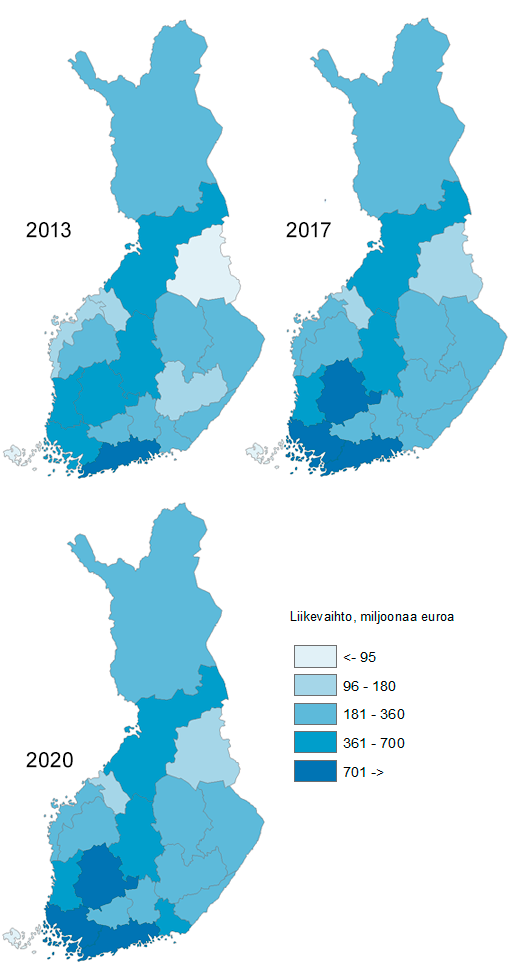 2013
2017
2020
Liikevaihto, miljoonaa euroa
<- 95
96 - 180
181 - 360
361 - 700
701 ->